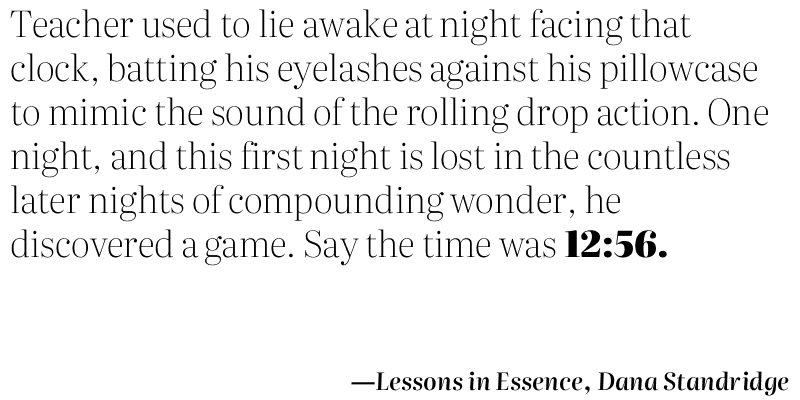 Teacher used to lie awake at night facing that
clock, batting his eyelashes against his pillowcase
to mimic the sound of the rolling drop action. One
night, and this first night is lost in the countless
later nights of compounding wonder, he
discovered a game. Say the time was 12:56.
—Lessons in Essence, Dana Standridge